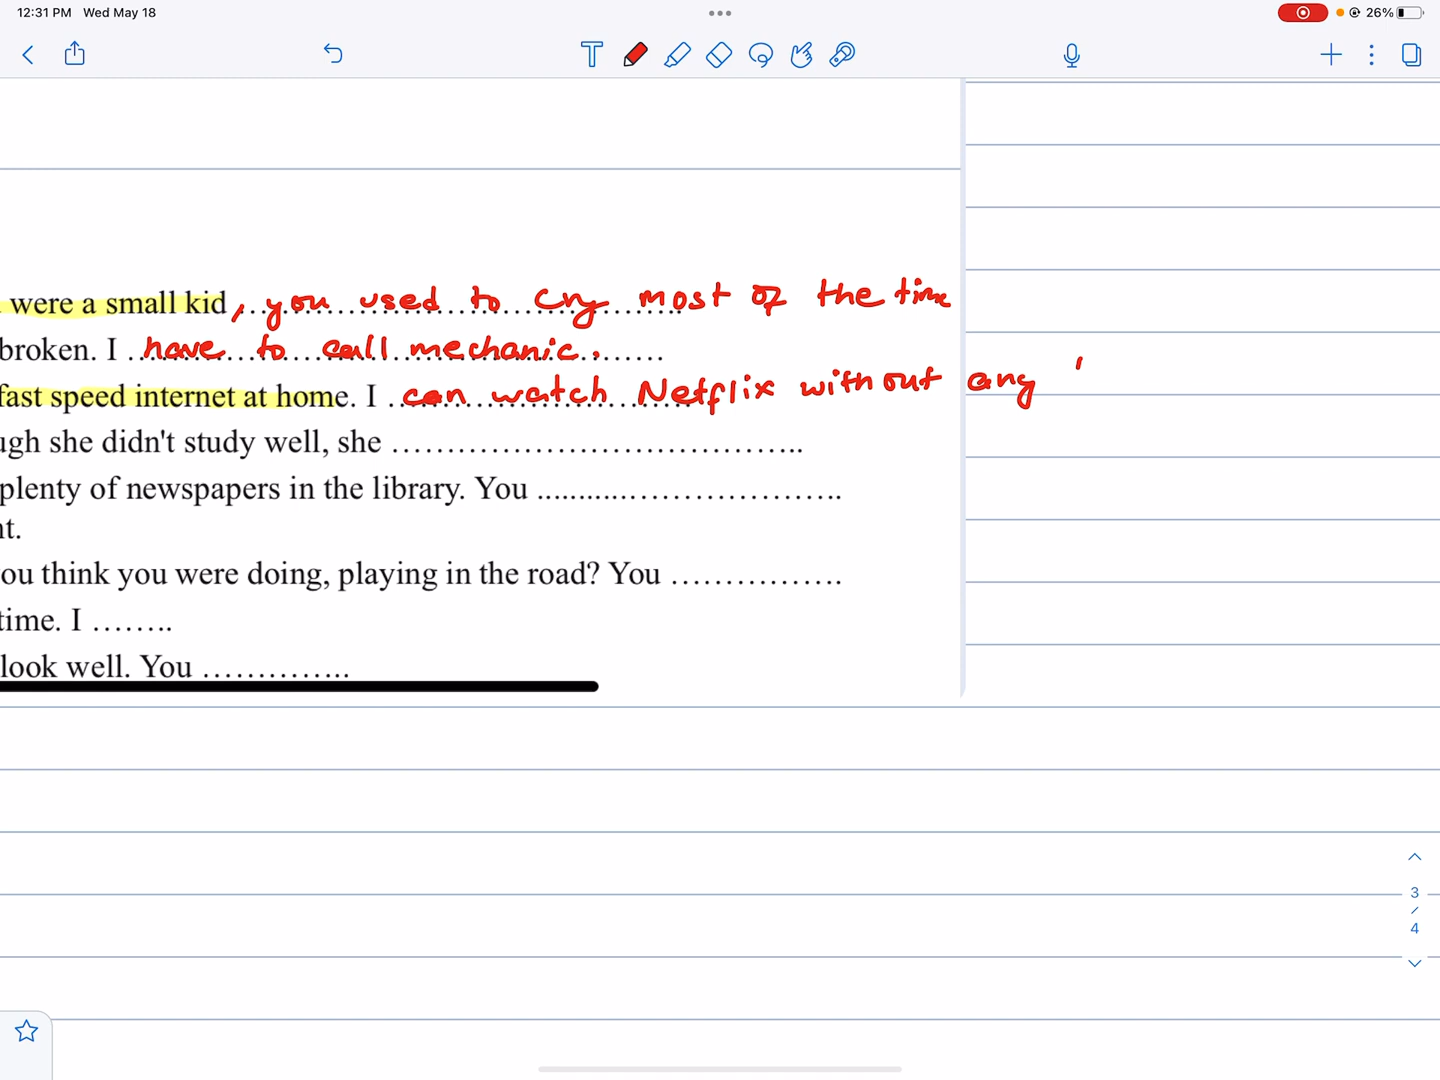 12:31 PM Wed May 18
26%
T
were a small kid, you used to cry most of the time
broken. I have to call mechanic.
fast speed internet at home. I can watch Netflix without any
ugh she didn't study well, she ........................................
plenty of newspapers in the library. You ................................
nt.
ou think you were doing, playing in the road? You ................
time. I ........
look well. You ..............
3
/
4